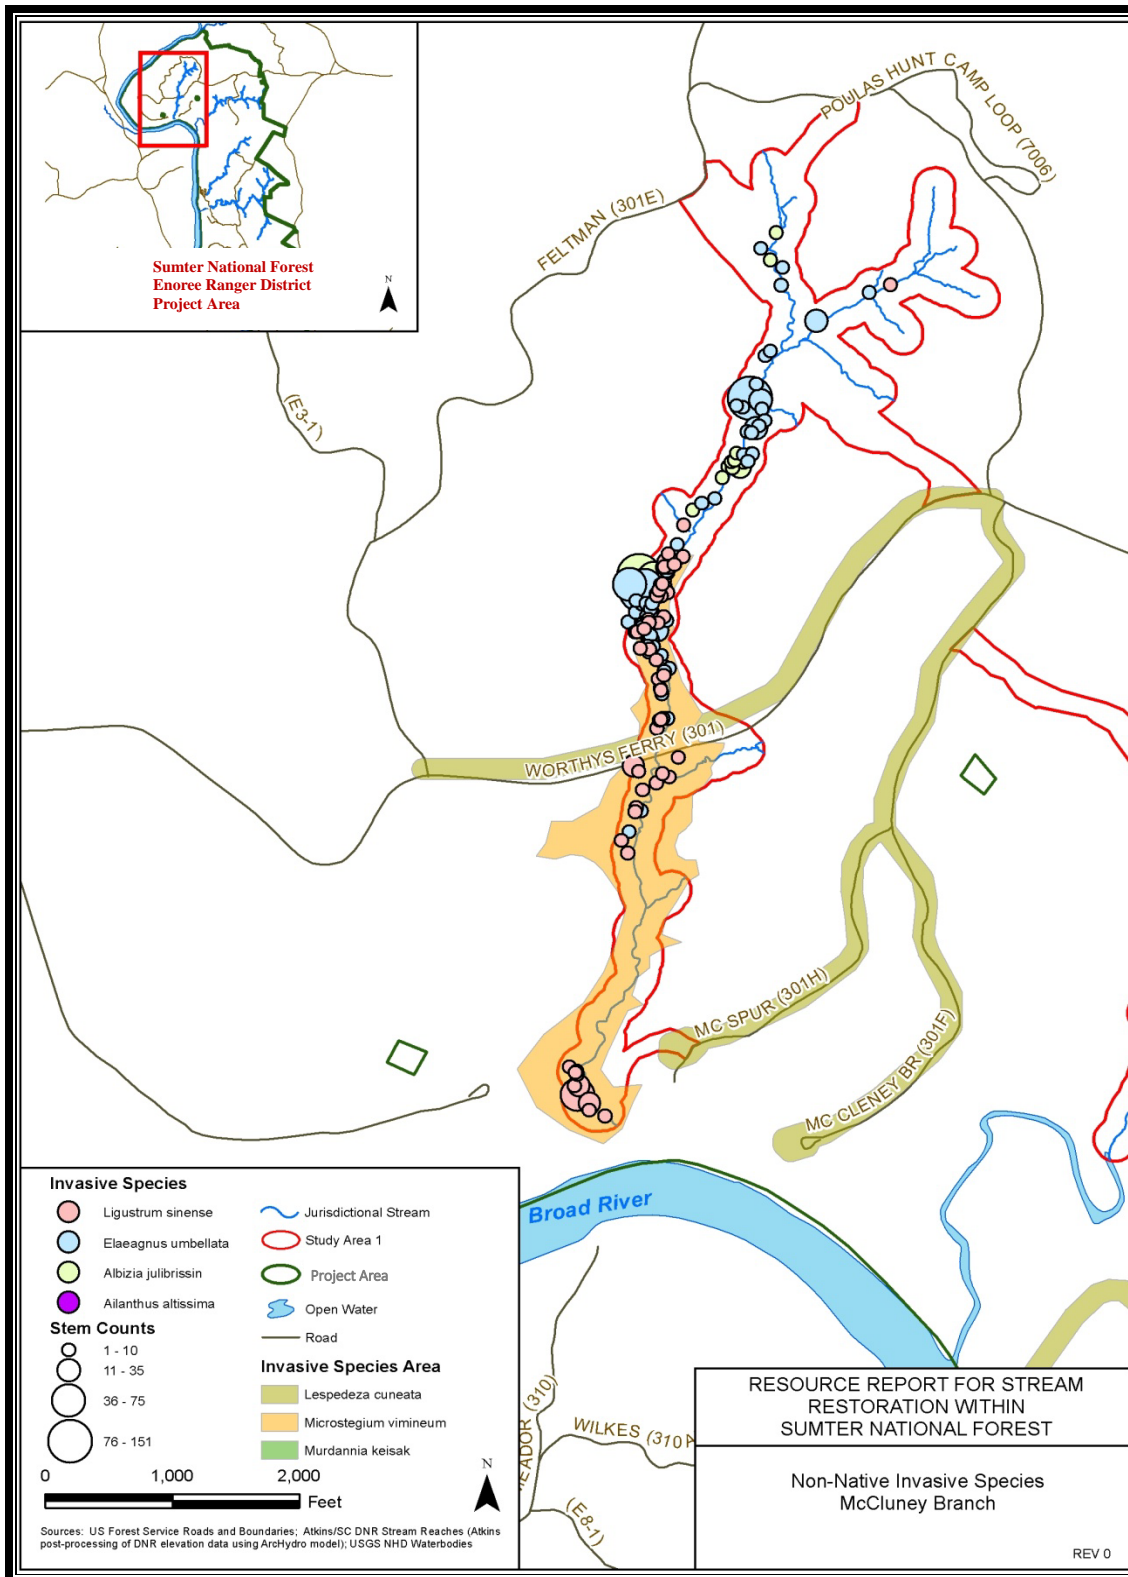 Sumter National Forest
Enoree Ranger District
Project Area
N
POULAS HUNT CAMP LOOP (7006)
FELTMAN (301E)
(E3-1)
WORTHYS FERRY (301)
MC SPUR (301H)
MC CLENEY BR (301F)
Broad River
WILKES (310A
(E8-1)
Invasive Species
Ligustrum sinense
Elaeagnus umbellata
Albizia julibrissin
Ailanthus altissima
Stem Counts
1 - 10
11 - 35
36 - 75
76 - 151
Jurisdictional Stream
Study Area 1
Project Area
Open Water
Road
Invasive Species Area
Lespedeza cuneata
Microstegium vimineum
Murdannia keisak
0 1,000 2,000
Feet
N
Sources: US Forest Service Roads and Boundaries; Atkins/SC DNR Stream Reaches (Atkins
post-processing of DNR elevation data using ArcHydro model); USGS NHD Waterbodies
RESOURCE REPORT FOR STREAM
RESTORATION WITHIN
SUMTER NATIONAL FOREST
Non-Native Invasive Species
McCluney Branch
REV 0